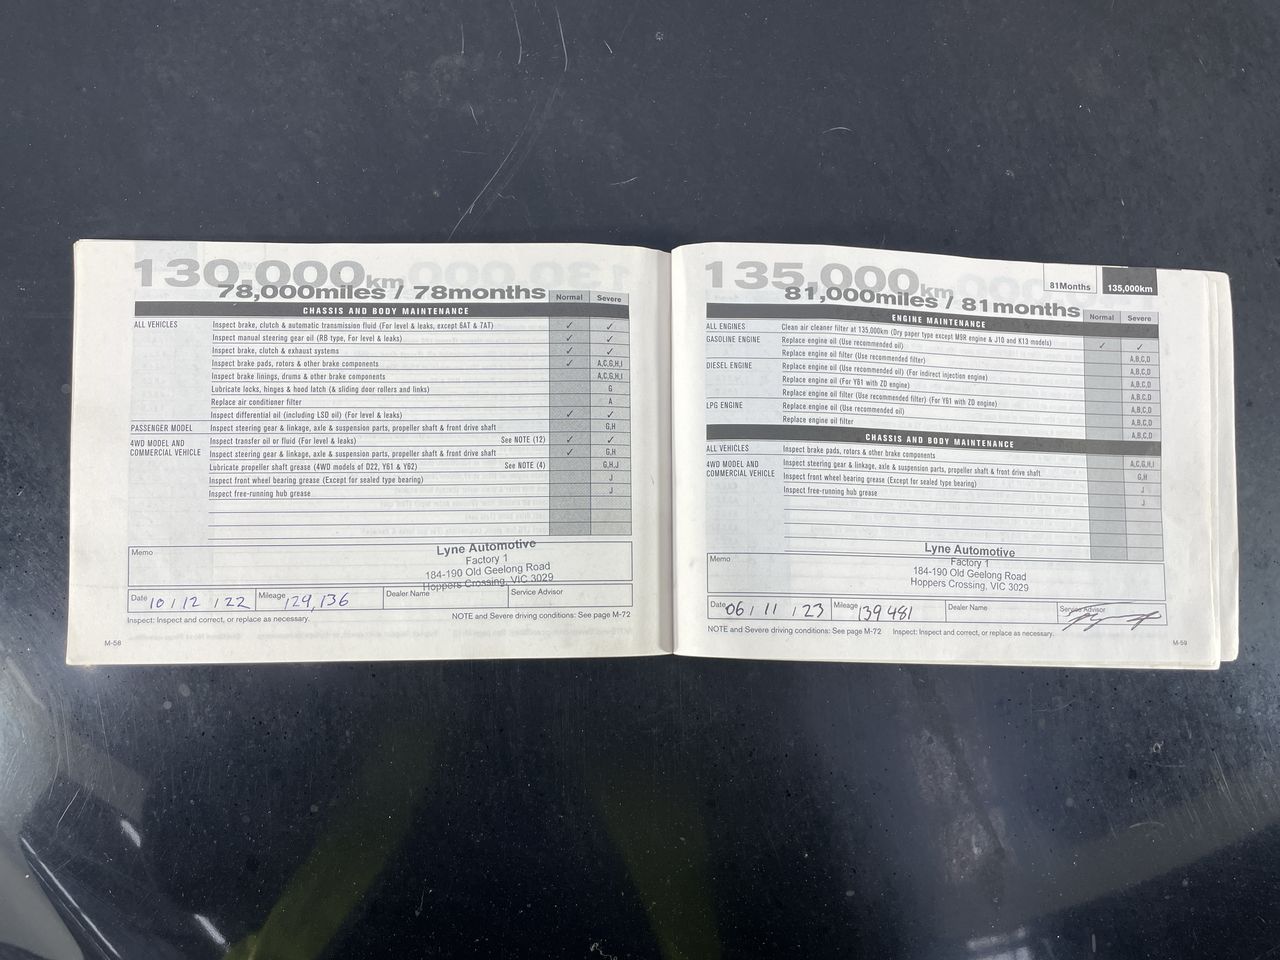 130,000km
78,000miles / 78months
Normal Severe
CHASSIS AND BODY MAINTENANCE
ALL VEHICLES Inspect brake, clutch & automatic transmission fluid (For level & leaks, except 6AT & 7AT) ✓ ✓
Inspect manual steering gear oil (RB type, For level & leaks) ✓ ✓
Inspect brake, clutch & exhaust systems ✓ ✓
Inspect brake pads, rotors & other brake components ✓ A,C,G,H,I
Inspect brake linings, drums & other brake components A,C,G,H,I
Lubricate locks, hinges & hood latch (& sliding door rollers and links) G
Replace air conditioner filter A
Inspect differential oil (including LSD oil) (For level & leaks) ✓ ✓
PASSENGER MODEL Inspect steering gear & linkage, axle & suspension parts, propeller shaft & front drive shaft G,H
4WD MODEL AND COMMERCIAL VEHICLE Inspect transfer oil or fluid (For level & leaks) See NOTE (12) ✓ ✓
Inspect steering gear & linkage, axle & suspension parts, propeller shaft & front drive shaft ✓ G,H
Lubricate propeller shaft grease (4WD models of D22, Y61 & Y62) See NOTE (4) G,H,J
Inspect front wheel bearing grease (Except for sealed type bearing) J
Inspect free-running hub grease J
Memo
Lyne Automotive
Factory 1
184-190 Old Geelong Road
Hoppers Crossing, VIC 3029
Date 10 / 12 / 22 Mileage 129,136 Dealer Name Service Advisor
Inspect: Inspect and correct, or replace as necessary. NOTE and Severe driving conditions: See page M-72
M-58
135,000km
81,000miles / 81months
81Months 135,000km
Normal Severe
ENGINE MAINTENANCE
ALL ENGINES Clean air cleaner filter at 135,000km (Dry paper type except M9R engine & J10 and K13 models) ✓ ✓
GASOLINE ENGINE Replace engine oil (Use recommended oil) A,B,C,D
Replace engine oil filter (Use recommended filter) A,B,C,D
DIESEL ENGINE Replace engine oil (Use recommended oil) (For indirect injection engine) A,B,C,D
Replace engine oil (For Y61 with ZD engine) A,B,C,D
Replace engine oil filter (Use recommended filter) (For Y61 with ZD engine) A,B,C,D
LPG ENGINE Replace engine oil (Use recommended oil) A,B,C,D
Replace engine oil filter A,B,C,D
CHASSIS AND BODY MAINTENANCE
ALL VEHICLES Inspect brake pads, rotors & other brake components A,C,G,H,I
4WD MODEL AND COMMERCIAL VEHICLE Inspect steering gear & linkage, axle & suspension parts, propeller shaft & front drive shaft G,H
Inspect front wheel bearing grease (Except for sealed type bearing) J
Inspect free-running hub grease J
Memo
Lyne Automotive
Factory 1
184-190 Old Geelong Road
Hoppers Crossing, VIC 3029
Date 06 / 11 / 23 Mileage 139 481 Dealer Name Service Advisor
NOTE and Severe driving conditions: See page M-72 Inspect: Inspect and correct, or replace as necessary.
M-59